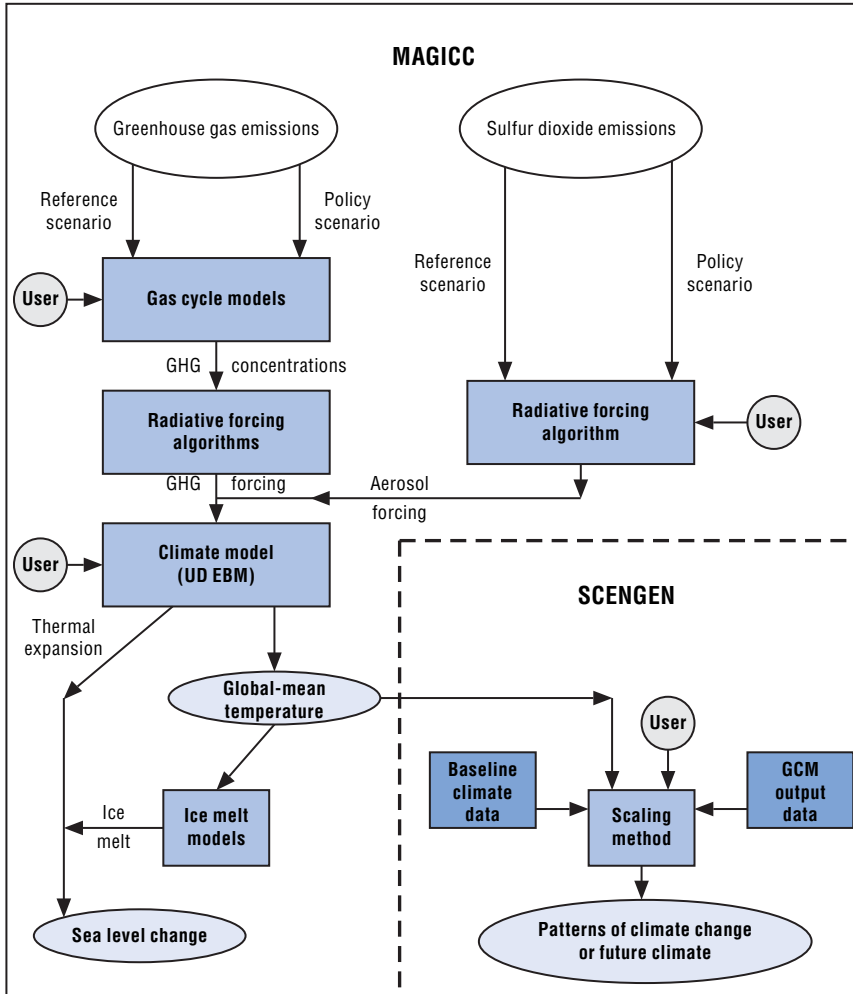 MAGICC
Greenhouse gas emissions
Sulfur dioxide emissions
Reference
scenario
Policy
scenario
Reference
scenario
Policy
scenario
User
Gas cycle models
GHG concentrations
Radiative forcing
algorithms
Radiative forcing
algorithm
User
GHG forcing
Aerosol
forcing
User
Climate model
(UD EBM)
SCENGEN
Thermal
expansion
Global-mean
temperature
User
Baseline
climate
data
GCM
output
data
Ice
melt
Ice melt
models
Scaling
method
Sea level change
Patterns of climate change
or future climate